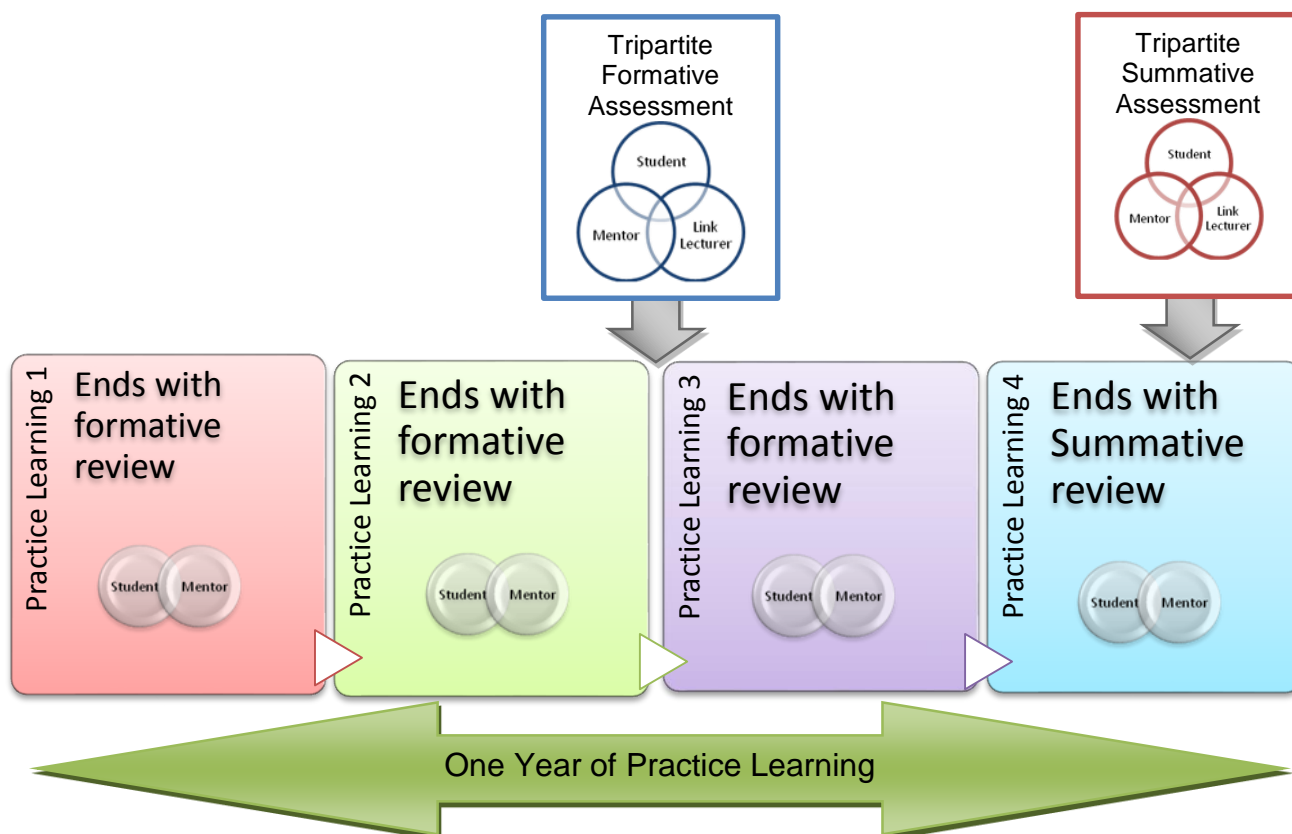 Tripartite
Formative
Assessment
Student
Mentor
Link
Lecturer
Tripartite
Summative
Assessment
Student
Mentor
Link
Lecturer
Practice Learning 1
Ends with
formative
review
Student
Mentor
Practice Learning 2
Ends with
formative
review
Student
Mentor
Practice Learning 3
Ends with
formative
review
Student
Mentor
Practice Learning 4
Ends with
Summative
review
Student
Mentor
One Year of Practice Learning